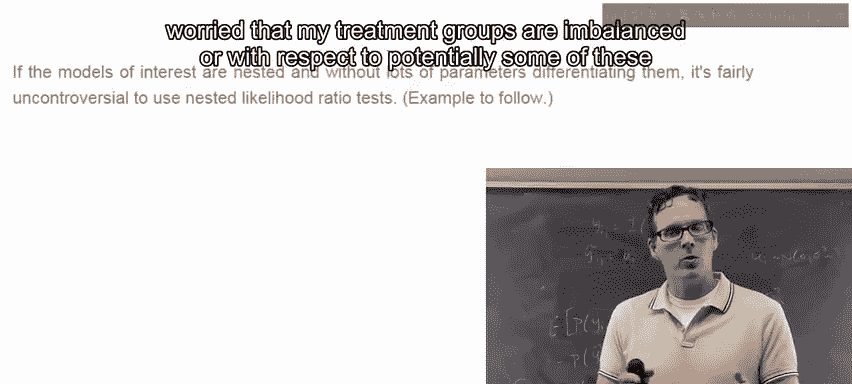 worried that my treatment groups are imbalanced
or with respect to potentially some of these
If the models of interest are nested and without lots of parameters differentiating them, it's fairly
uncontroversial to use nested likelihood ratio tests. (Example to follow.)